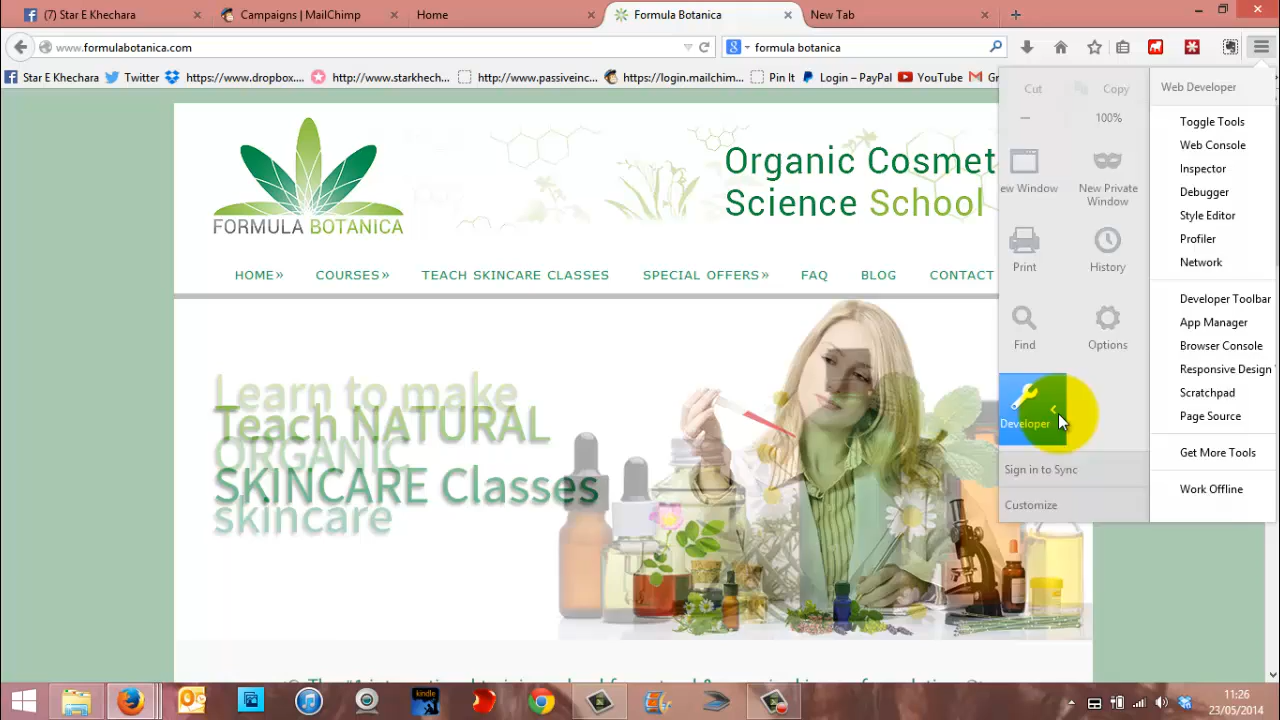 (7) Star E Khechara
Campaigns | MailChimp
Home
Formula Botanica
New Tab
www.formulabotanica.com
formula botanica
Star E Khechara
Twitter
https://www.dropbox....
http://www.starkhech...
http://www.passiveinc...
https://login.mailchim...
Pin It
Login – PayPal
YouTube
Gr
FORMULA BOTANICA
Organic Cosmet
Science School
HOME»
COURSES»
TEACH SKINCARE CLASSES
SPECIAL OFFERS»
FAQ
BLOG
CONTACT
Learn to make
Teach NATURAL
ORGANIC
SKINCARE Classes
skincare
Cut
Copy
100%
ew Window
New Private
Window
Print
History
Find
Options
Developer
Sign in to Sync
Customize
Web Developer
Toggle Tools
Web Console
Inspector
Debugger
Style Editor
Profiler
Network
Developer Toolbar
App Manager
Browser Console
Responsive Design
Scratchpad
Page Source
Get More Tools
Work Offline
kindle
11:26
23/05/2014